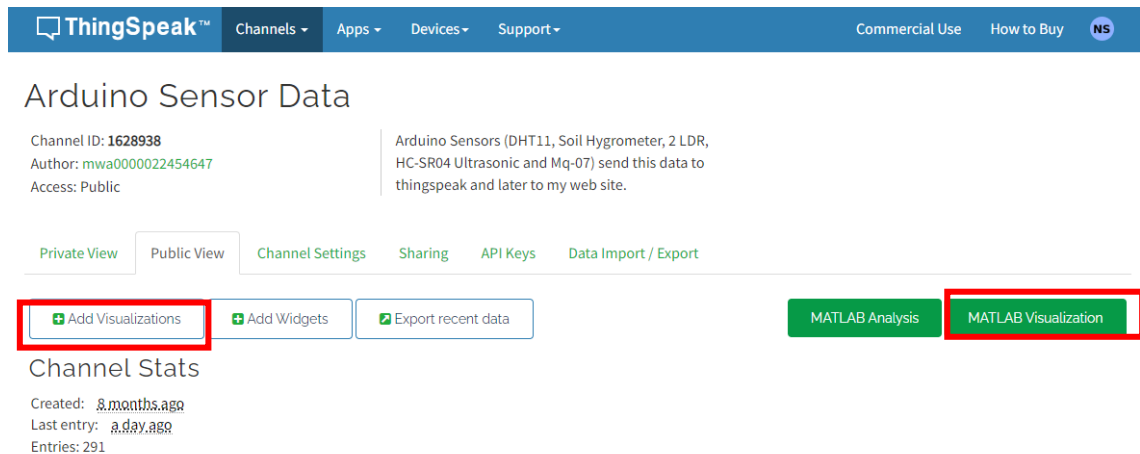 ThingSpeak™ Channels Apps Devices Support Commercial Use How to Buy NS
Arduino Sensor Data
Channel ID: 1628938
Author: mwa0000022454647
Access: Public
Arduino Sensors (DHT11, Soil Hygrometer, 2 LDR,
HC-SR04 Ultrasonic and Mq-07) send this data to
thingspeak and later to my web site.
Private View Public View Channel Settings Sharing API Keys Data Import / Export
Add Visualizations Add Widgets Export recent data MATLAB Analysis MATLAB Visualization
Channel Stats
Created: 8 months ago
Last entry: a day ago
Entries: 291